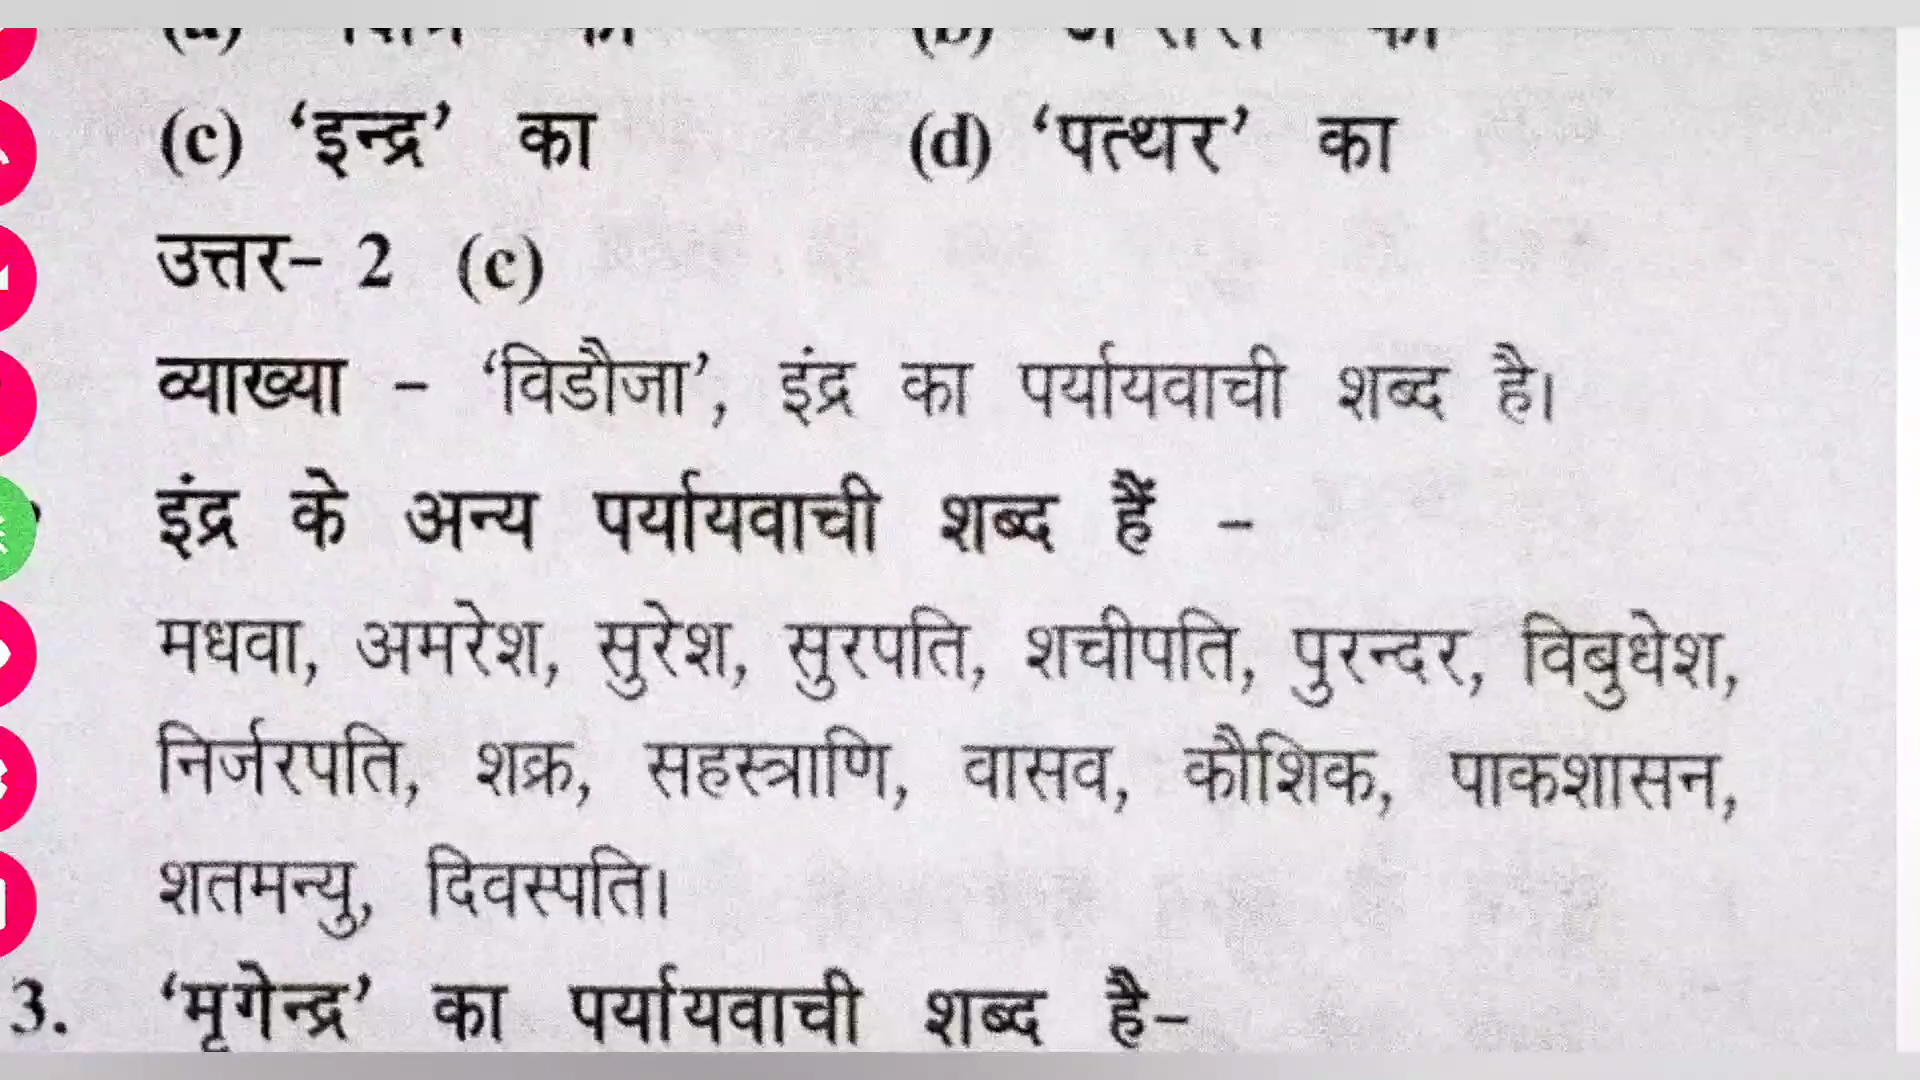 (c) ‘इन्द्र’ का (d) ‘पत्थर’ का
उत्तर– 2 (c)
व्याख्या – ‘विडौजा’, इंद्र का पर्यायवाची शब्द है।
इंद्र के अन्य पर्यायवाची शब्द हैं –
मधवा, अमरेश, सुरेश, सुरपति, शचीपति, पुरन्दर, विबुधेश,
निर्जरपति, शक्र, सहस्त्राणि, वासव, कौशिक, पाकशासन,
शतमन्यु, दिवस्पति।
3. ‘मृगेन्द्र’ का पर्यायवाची शब्द है–